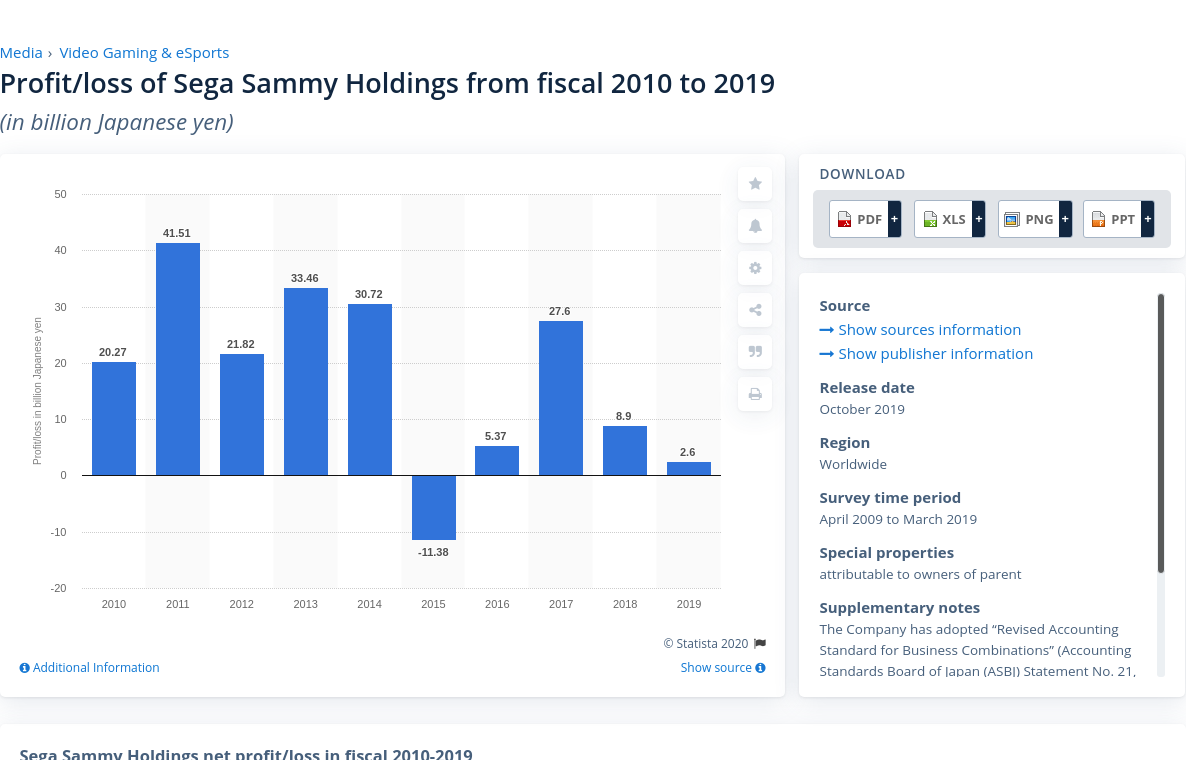 Media › Video Gaming & eSports
Profit/loss of Sega Sammy Holdings from fiscal 2010 to 2019
(in billion Japanese yen)
Profit/loss in billion Japanese yen
50
40
30
20
10
0
-10
-20
20.27
41.51
21.82
33.46
30.72
-11.38
5.37
27.6
8.9
2.6
2010 2011 2012 2013 2014 2015 2016 2017 2018 2019
© Statista 2020
Additional Information
Show source
DOWNLOAD
PDF + XLS + PNG + PPT +
Source
Show sources information
Show publisher information
Release date
October 2019
Region
Worldwide
Survey time period
April 2009 to March 2019
Special properties
attributable to owners of parent
Supplementary notes
The Company has adopted “Revised Accounting
Standard for Business Combinations” (Accounting
Standards Board of Japan (ASBJ) Statement No. 21,
Sega Sammy Holdings net profit/loss in fiscal 2010-2019